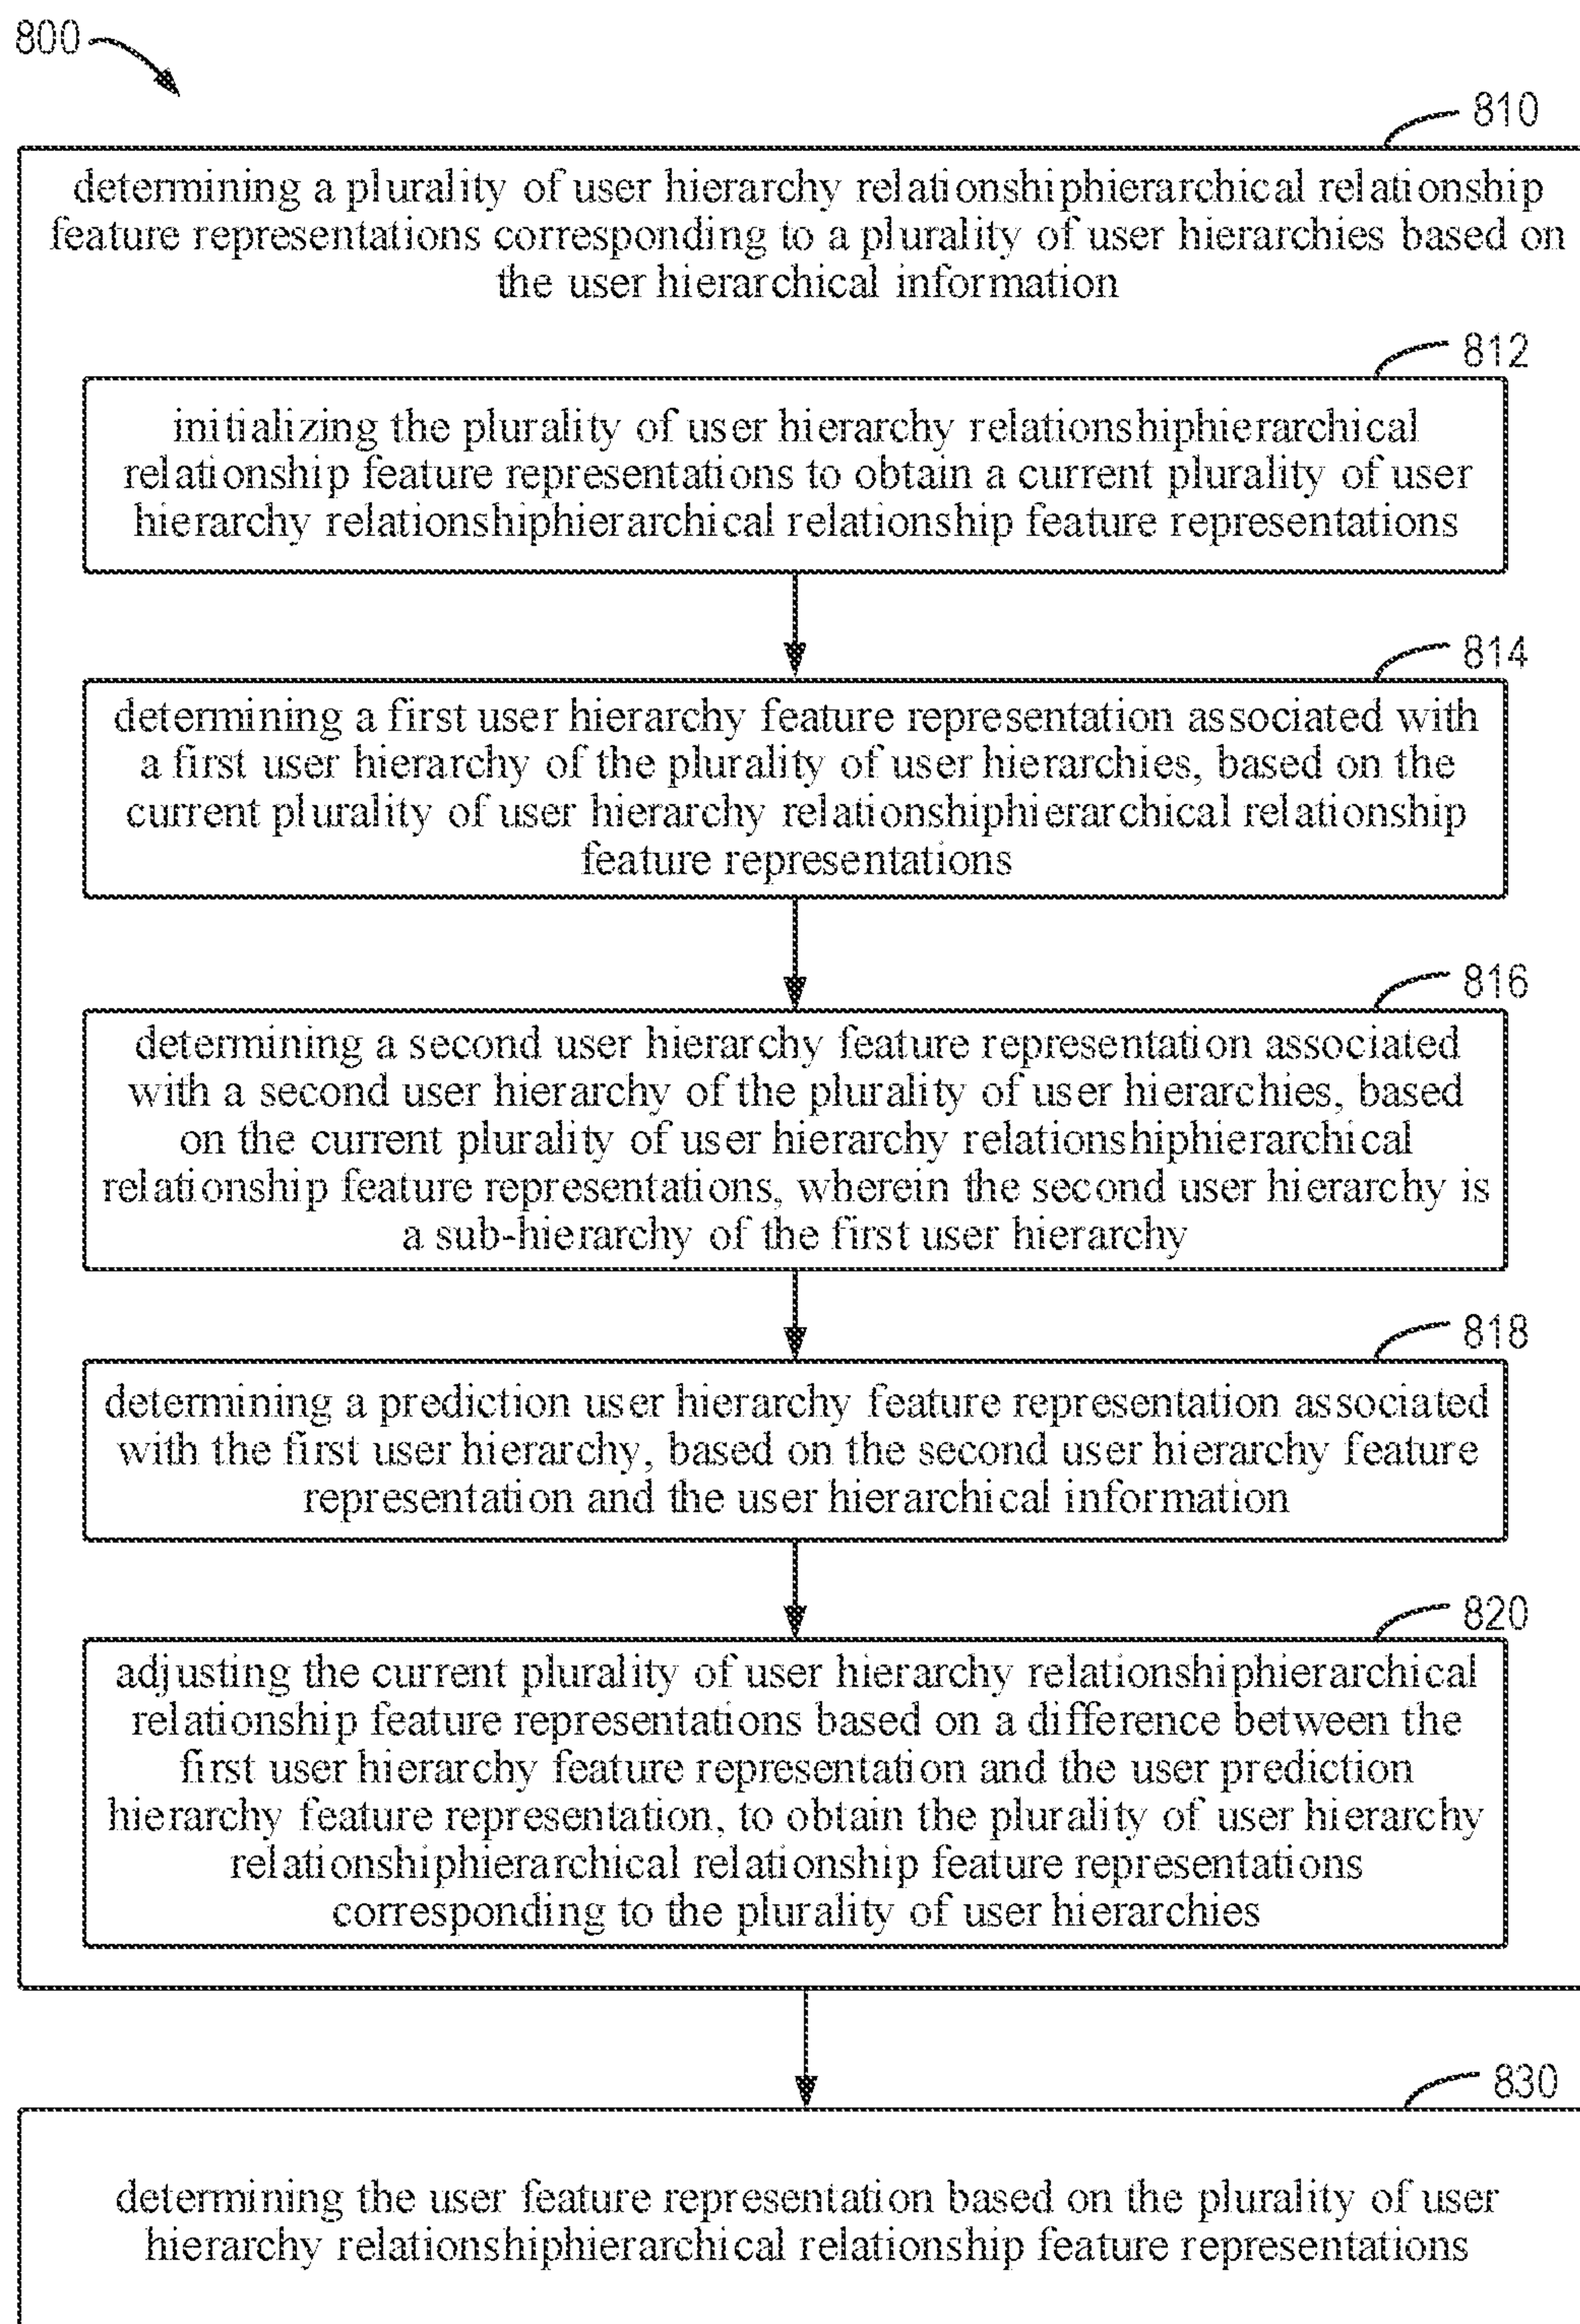 800
810
determining a plurality of user hierarchy relationshiphierarchical relationship
feature representations corresponding to a plurality of user hierarchies based on
the user hierarchical information
812
initializing the plurality of user hierarchy relationshiphierarchical
relationship feature representations to obtain a current plurality of user
hierarchy relationshiphierarchical relationship feature representations
814
determining a first user hierarchy feature representation associated with
a first user hierarchy of the plurality of user hierarchies, based on the
current plurality of user hierarchy relationshiphierarchical relationship
feature representations
816
determining a second user hierarchy feature representation associated
with a second user hierarchy of the plurality of user hierarchies, based
on the current plurality of user hierarchy relationshiphierarchical
relationship feature representations, wherein the second user hierarchy is
a sub-hierarchy of the first user hierarchy
818
determining a prediction user hierarchy feature representation associated
with the first user hierarchy, based on the second user hierarchy feature
representation and the user hierarchical information
820
adjusting the current plurality of user hierarchy relationshiphierarchical
relationship feature representations based on a difference between the
first user hierarchy feature representation and the user prediction
hierarchy feature representation, to obtain the plurality of user hierarchy
relationshiphierarchical relationship feature representations
corresponding to the plurality of user hierarchies
830
determining the user feature representation based on the plurality of user
hierarchy relationshiphierarchical relationship feature representations